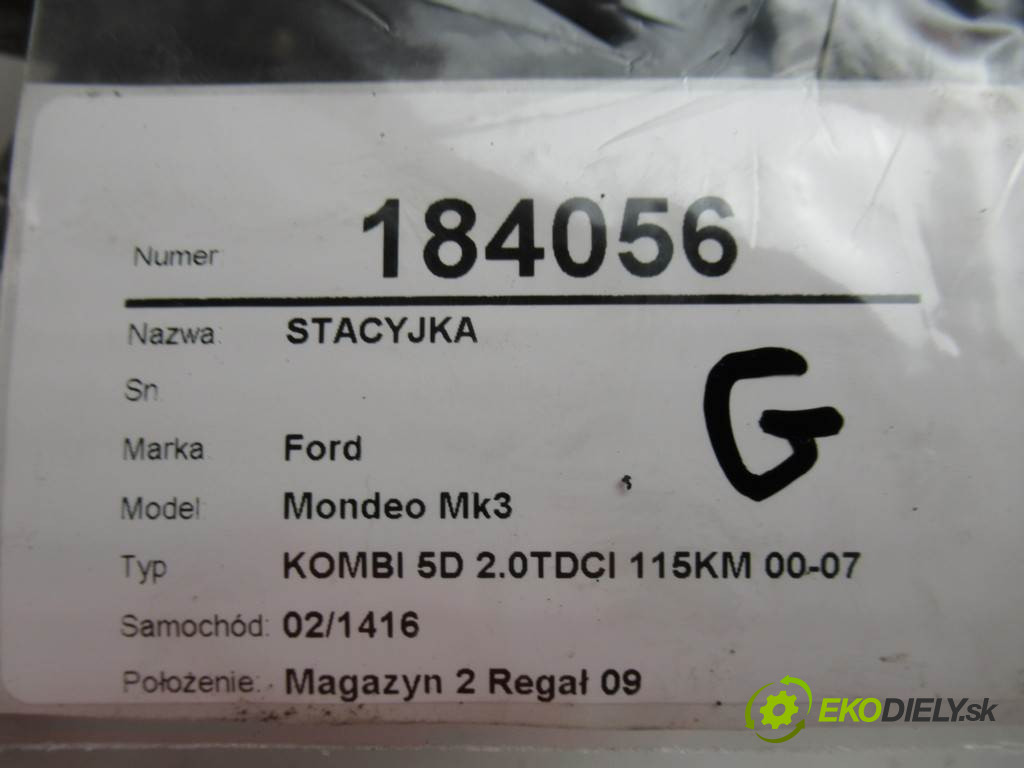 Numer 184056
Nazwa: STACYJKA
Sn
G
Marka Ford
Model: Mondeo Mk3
Typ KOMBI 5D 2.0TDCI 115KM 00-07
Samochód: 02/1416
Położenie: Magazyn 2 Regał 09
EKODIELY.sk